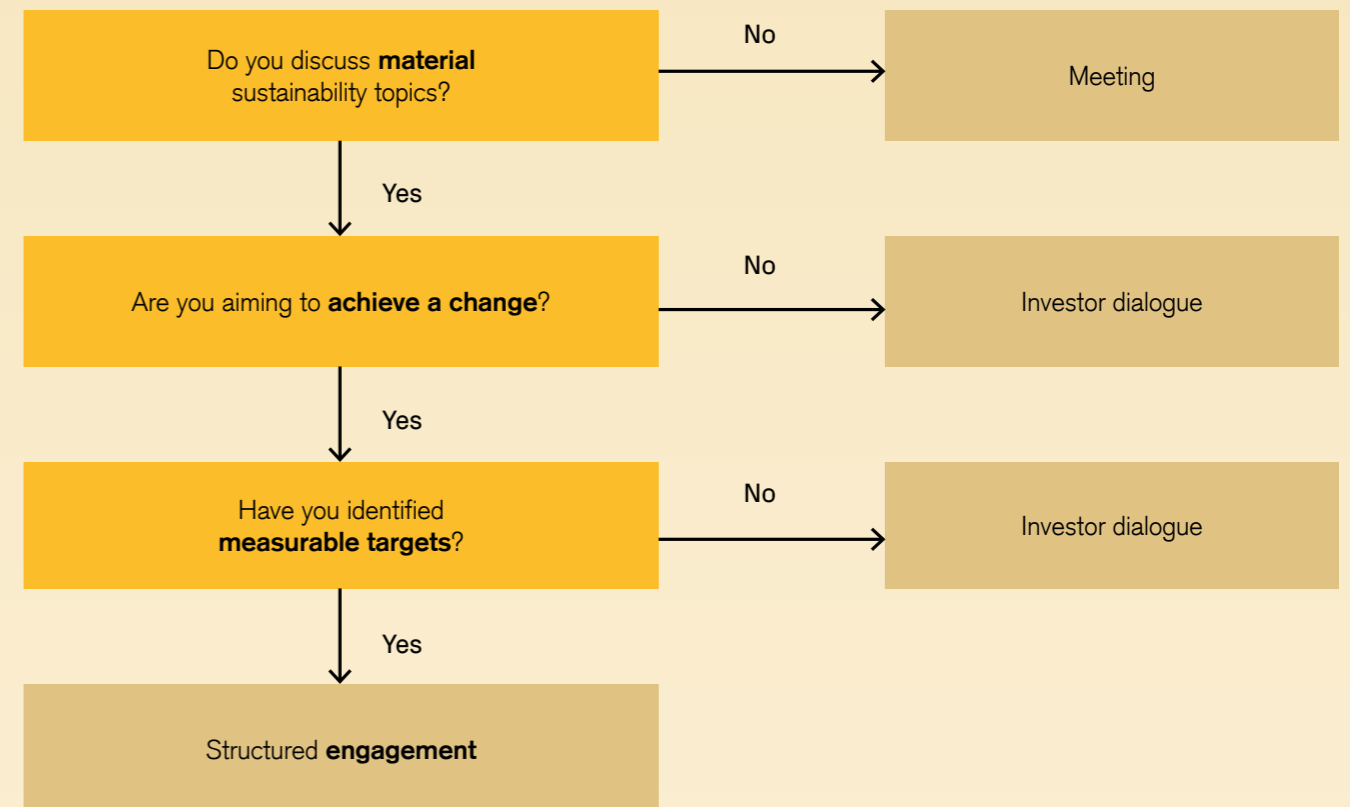 Do you discuss material
sustainability topics?
No
Meeting
Yes
Are you aiming to achieve a change?
No
Investor dialogue
Yes
Have you identified
measurable targets?
No
Investor dialogue
Yes
Structured engagement